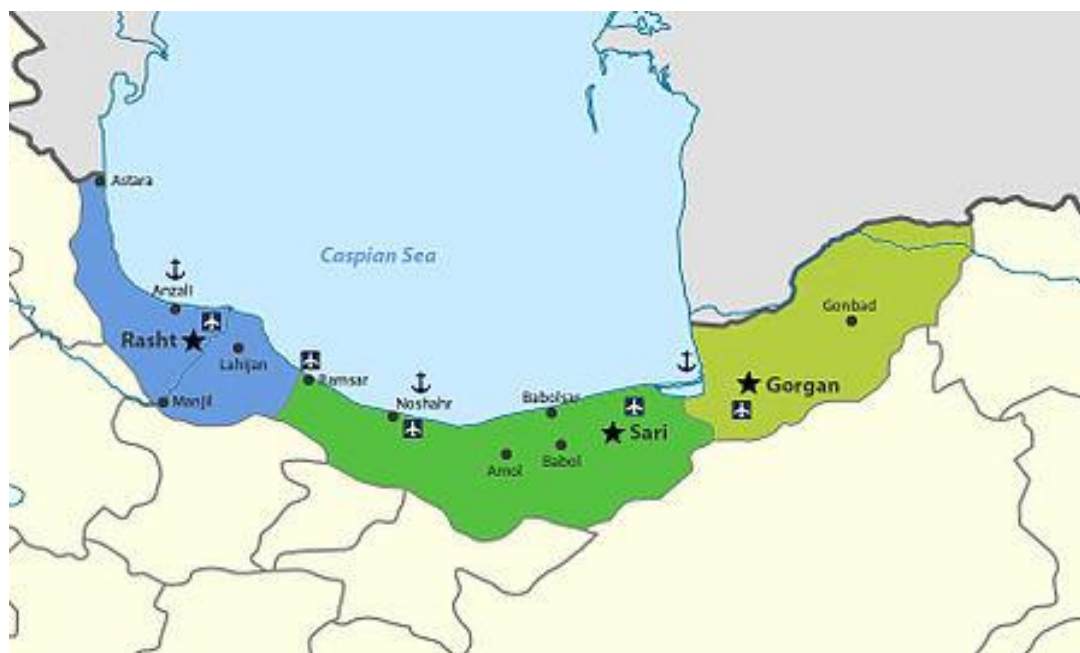 Astara
Caspian Sea
Anzali
Rasht
Lahijan
Manjil
Ramsar
Noshahr
Babolsar
Amol
Babol
Sari
Gonbad
Gorgan